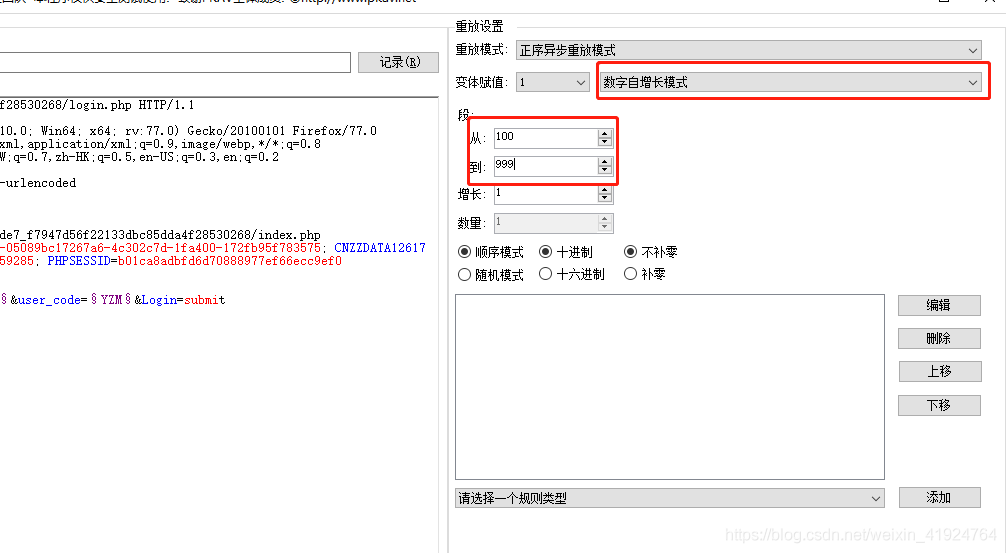 重放设置
重放模式: 正序异步重放模式
记录(R)
变体赋值: 1 数字自增长模式
f28530268/login.php HTTP/1.1
段:
10.0; Win64; x64; rv:77.0) Gecko/20100101 Firefox/77.0
从: 100
xml,application/xml;q=0.9,image/webp,*/*;q=0.8
W;q=0.7,zh-HK;q=0.5,en-US;q=0.3,en;q=0.2
到: 999
-urlencoded
增长: 1
数量: 1
de7_f7947d56f22133dbc85dda4f28530268/index.php
-05089bc17267a6-4c302c7d-1fa400-172fb95f783575; CNZZDATA12617
59285; PHPSESSID=b01ca8adbfd6d70888977ef66ecc9ef0
顺序模式 十进制 不补零
随机模式 十六进制 补零
§&user_code=§YZM§&Login=submit
编辑
删除
上移
下移
请选择一个规则类型 添加
https://blog.csdn.net/weixin_41924764